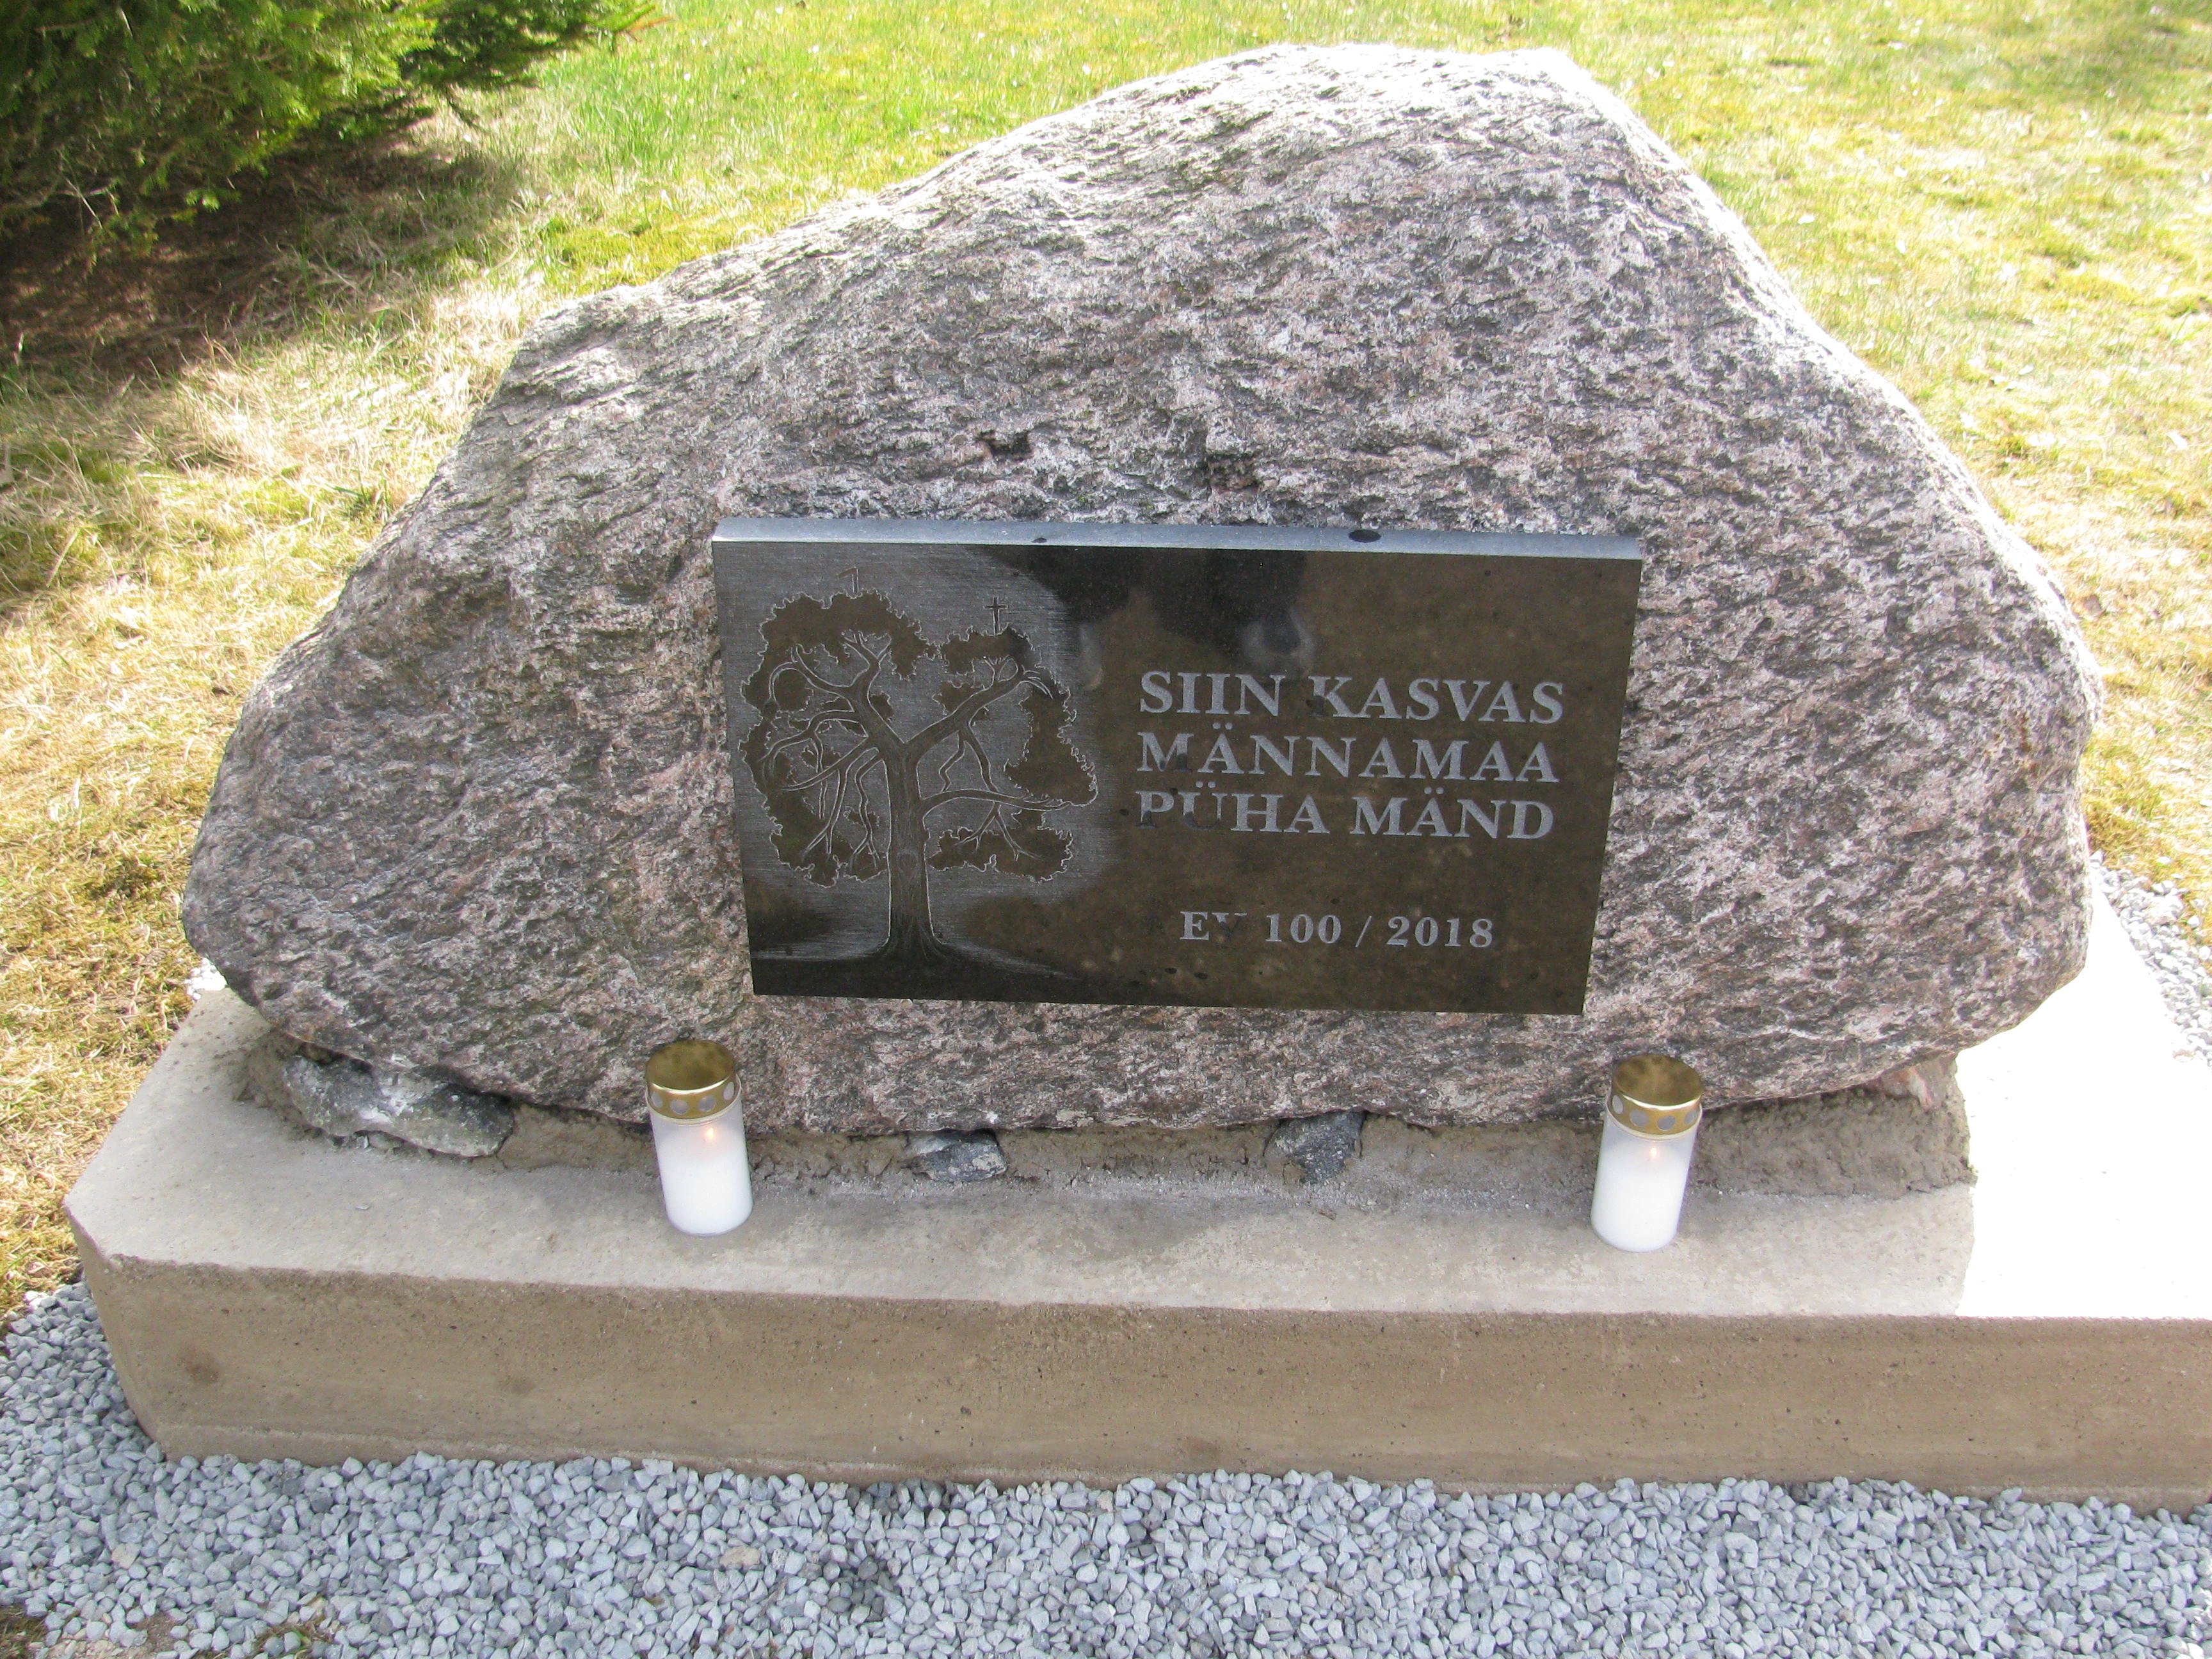 SIIN KASVAS
MÄNNAMAA
PÜHA MÄND
EV 100 / 2018